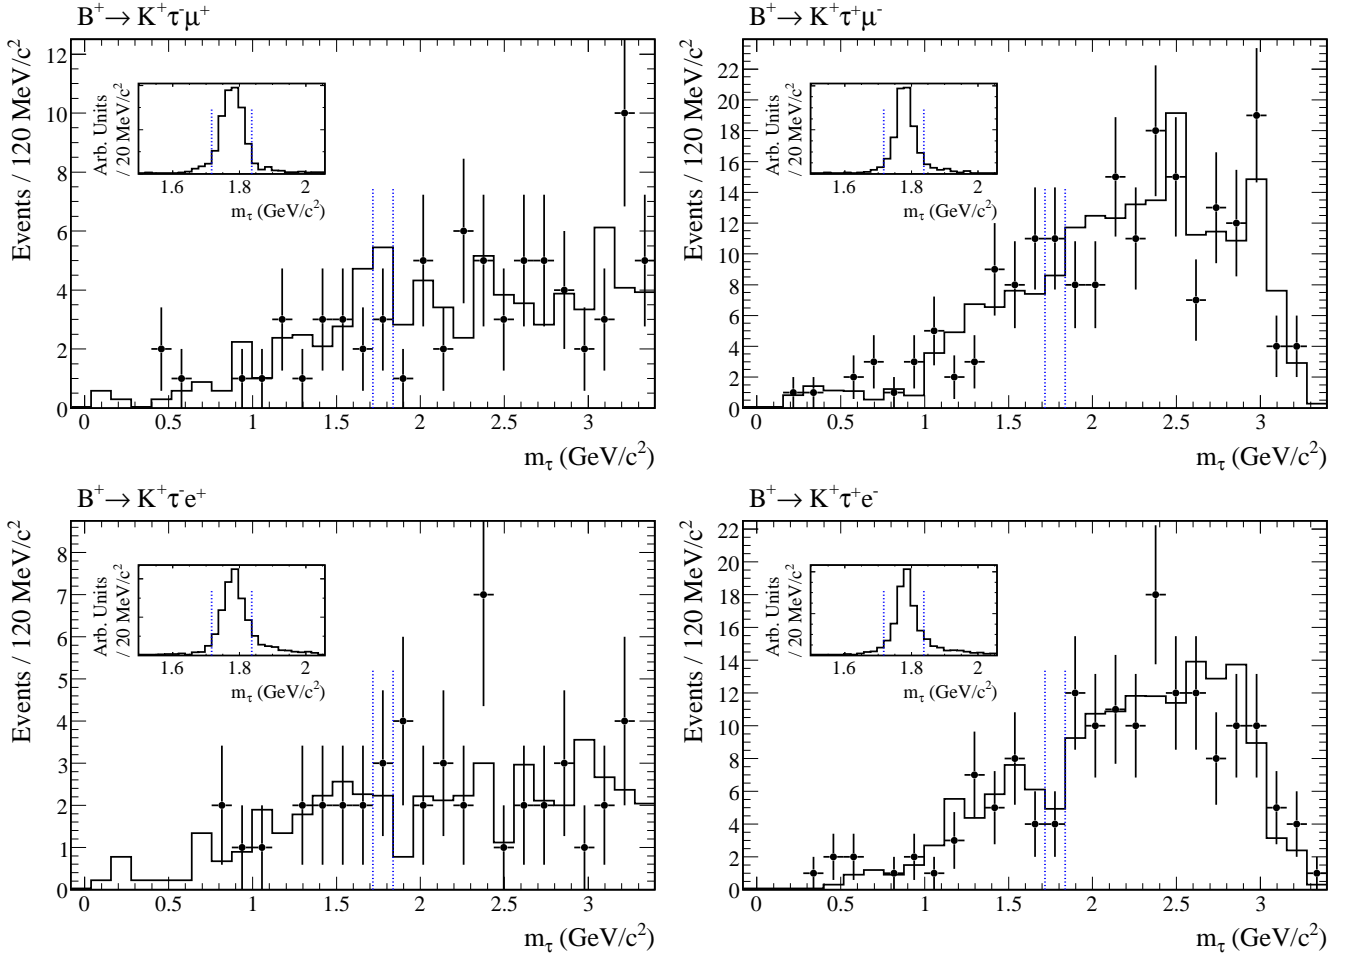 B⁺→ K⁺τ⁻μ⁺
Events / 120 MeV/c²
12
10
8
6
4
2
0
Arb. Units
/ 20 MeV/c²
1.6 1.8 2
m_τ (GeV/c²)
0 0.5 1 1.5 2 2.5 3
m_τ (GeV/c²)
B⁺→ K⁺τ⁺μ⁻
Events / 120 MeV/c²
22
20
18
16
14
12
10
8
6
4
2
0
Arb. Units
/ 20 MeV/c²
1.6 1.8 2
m_τ (GeV/c²)
0 0.5 1 1.5 2 2.5 3
m_τ (GeV/c²)
B⁺→ K⁺τ⁻e⁺
Events / 120 MeV/c²
8
7
6
5
4
3
2
1
0
Arb. Units
/ 20 MeV/c²
1.6 1.8 2
m_τ (GeV/c²)
0 0.5 1 1.5 2 2.5 3
m_τ (GeV/c²)
B⁺→ K⁺τ⁺e⁻
Events / 120 MeV/c²
22
20
18
16
14
12
10
8
6
4
2
0
Arb. Units
/ 20 MeV/c²
1.6 1.8 2
m_τ (GeV/c²)
0 0.5 1 1.5 2 2.5 3
m_τ (GeV/c²)